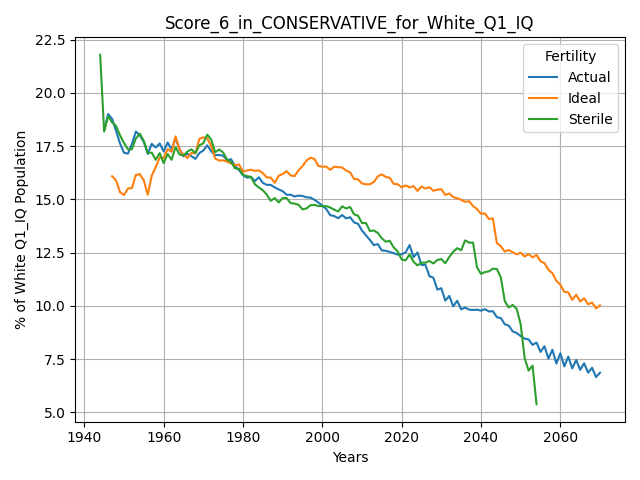 Score_6_in_CONSERVATIVE_for_White_Q1_IQ
% of White Q1_IQ Population
22.5
20.0
17.5
15.0
12.5
10.0
7.5
5.0
Fertility
Actual
Ideal
Sterile
1940 1960 1980 2000 2020 2040 2060
Years